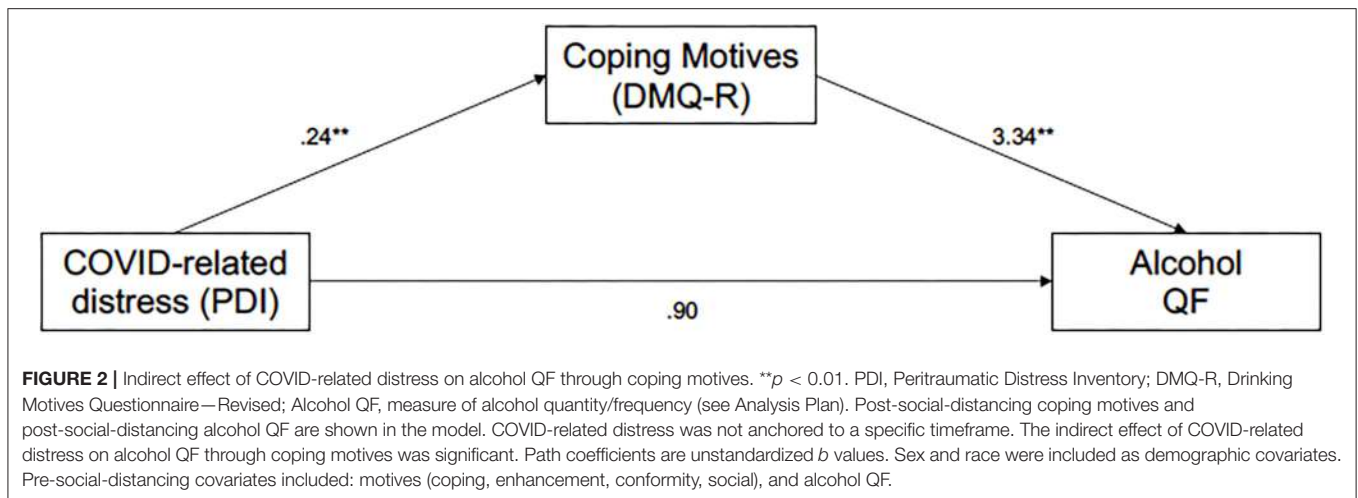 Coping Motives
(DMQ-R)
.24**
3.34**
COVID-related
distress (PDI)
.90
Alcohol
QF
FIGURE 2 | Indirect effect of COVID-related distress on alcohol QF through coping motives. **p < 0.01. PDI, Peritraumatic Distress Inventory; DMQ-R, Drinking
Motives Questionnaire—Revised; Alcohol QF, measure of alcohol quantity/frequency (see Analysis Plan). Post-social-distancing coping motives and
post-social-distancing alcohol QF are shown in the model. COVID-related distress was not anchored to a specific timeframe. The indirect effect of COVID-related
distress on alcohol QF through coping motives was significant. Path coefficients are unstandardized b values. Sex and race were included as demographic covariates.
Pre-social-distancing covariates included: motives (coping, enhancement, conformity, social), and alcohol QF.